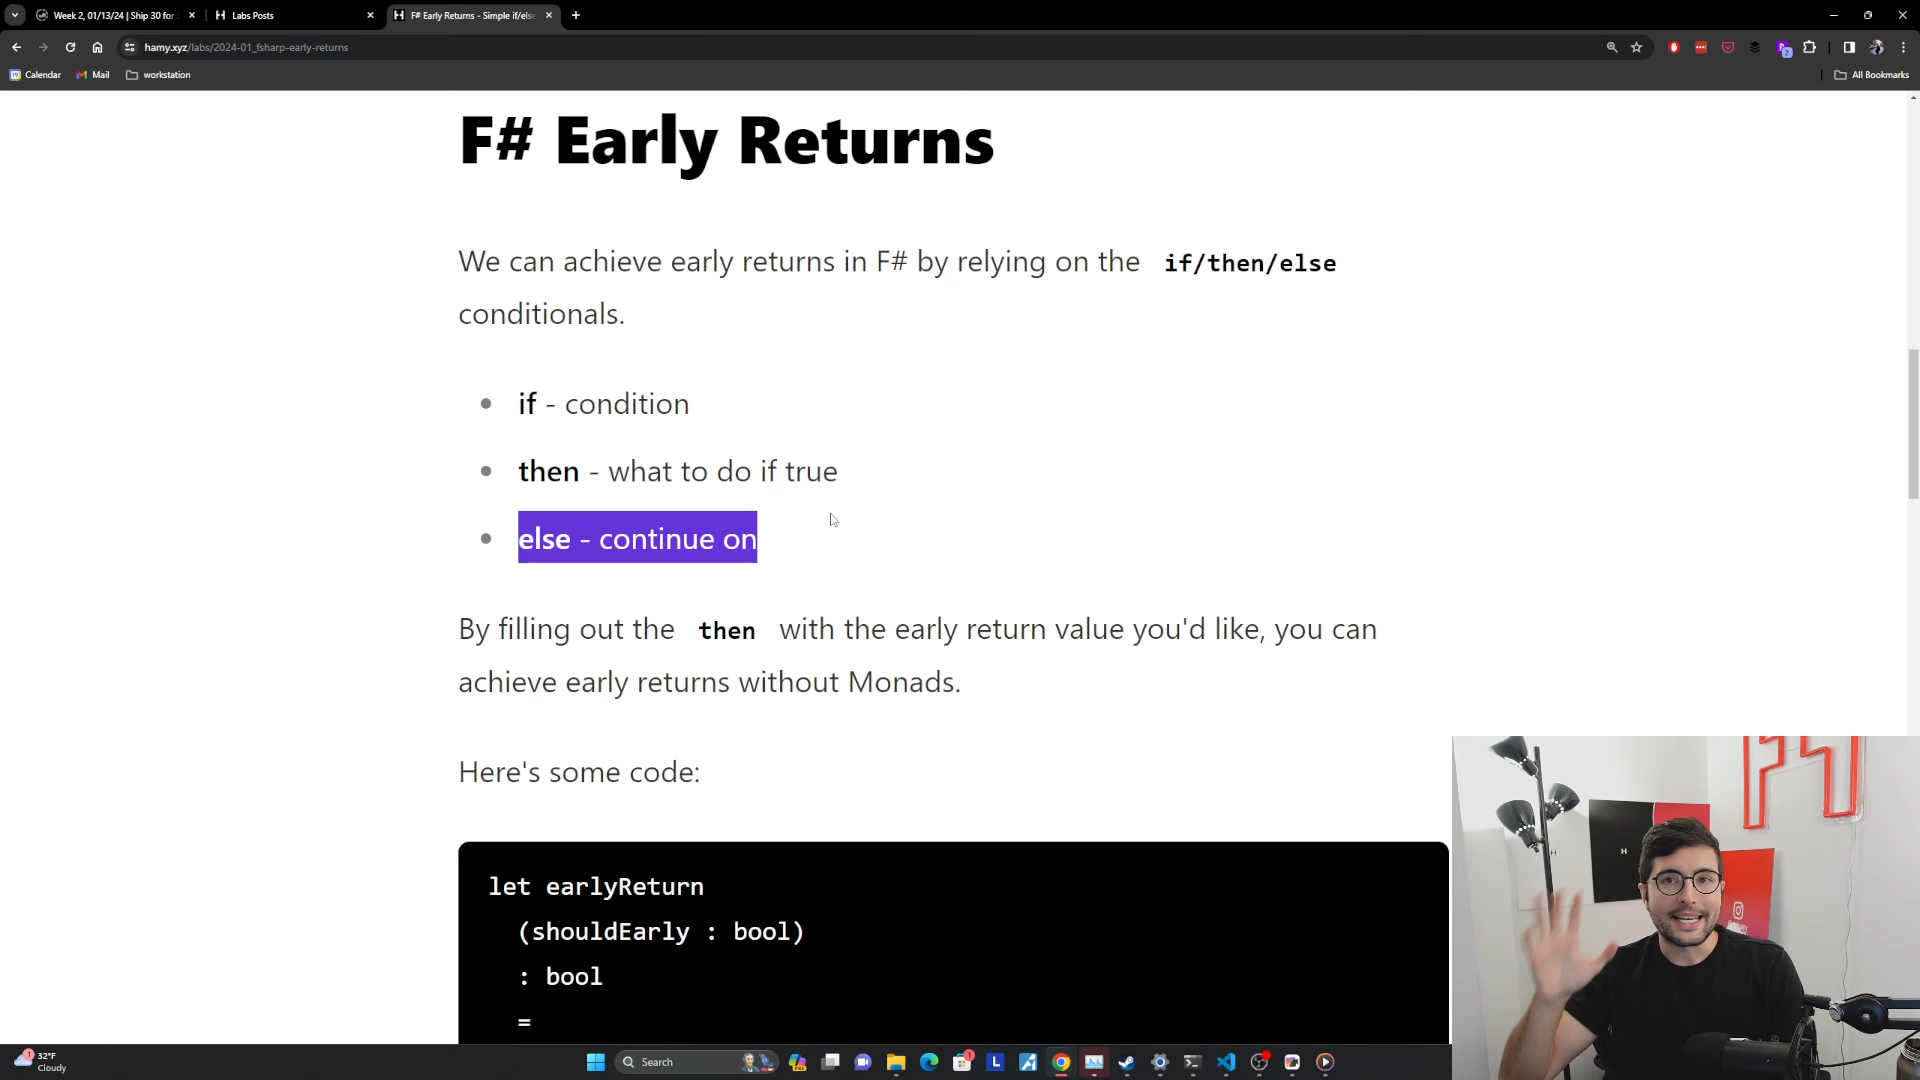 Week 2, 01/13/24 | Ship 30 for
Labs Posts
F# Early Returns - Simple if/else
hamy.xyz/labs/2024-01_fsharp-early-returns
Calendar
Mail
workstation
All Bookmarks
F# Early Returns
We can achieve early returns in F# by relying on the if/then/else
conditionals.
if - condition
then - what to do if true
else - continue on
By filling out the then with the early return value you'd like, you can
achieve early returns without Monads.
Here's some code:
let earlyReturn
(shouldEarly : bool)
: bool
=
H
32°F
Cloudy
Search